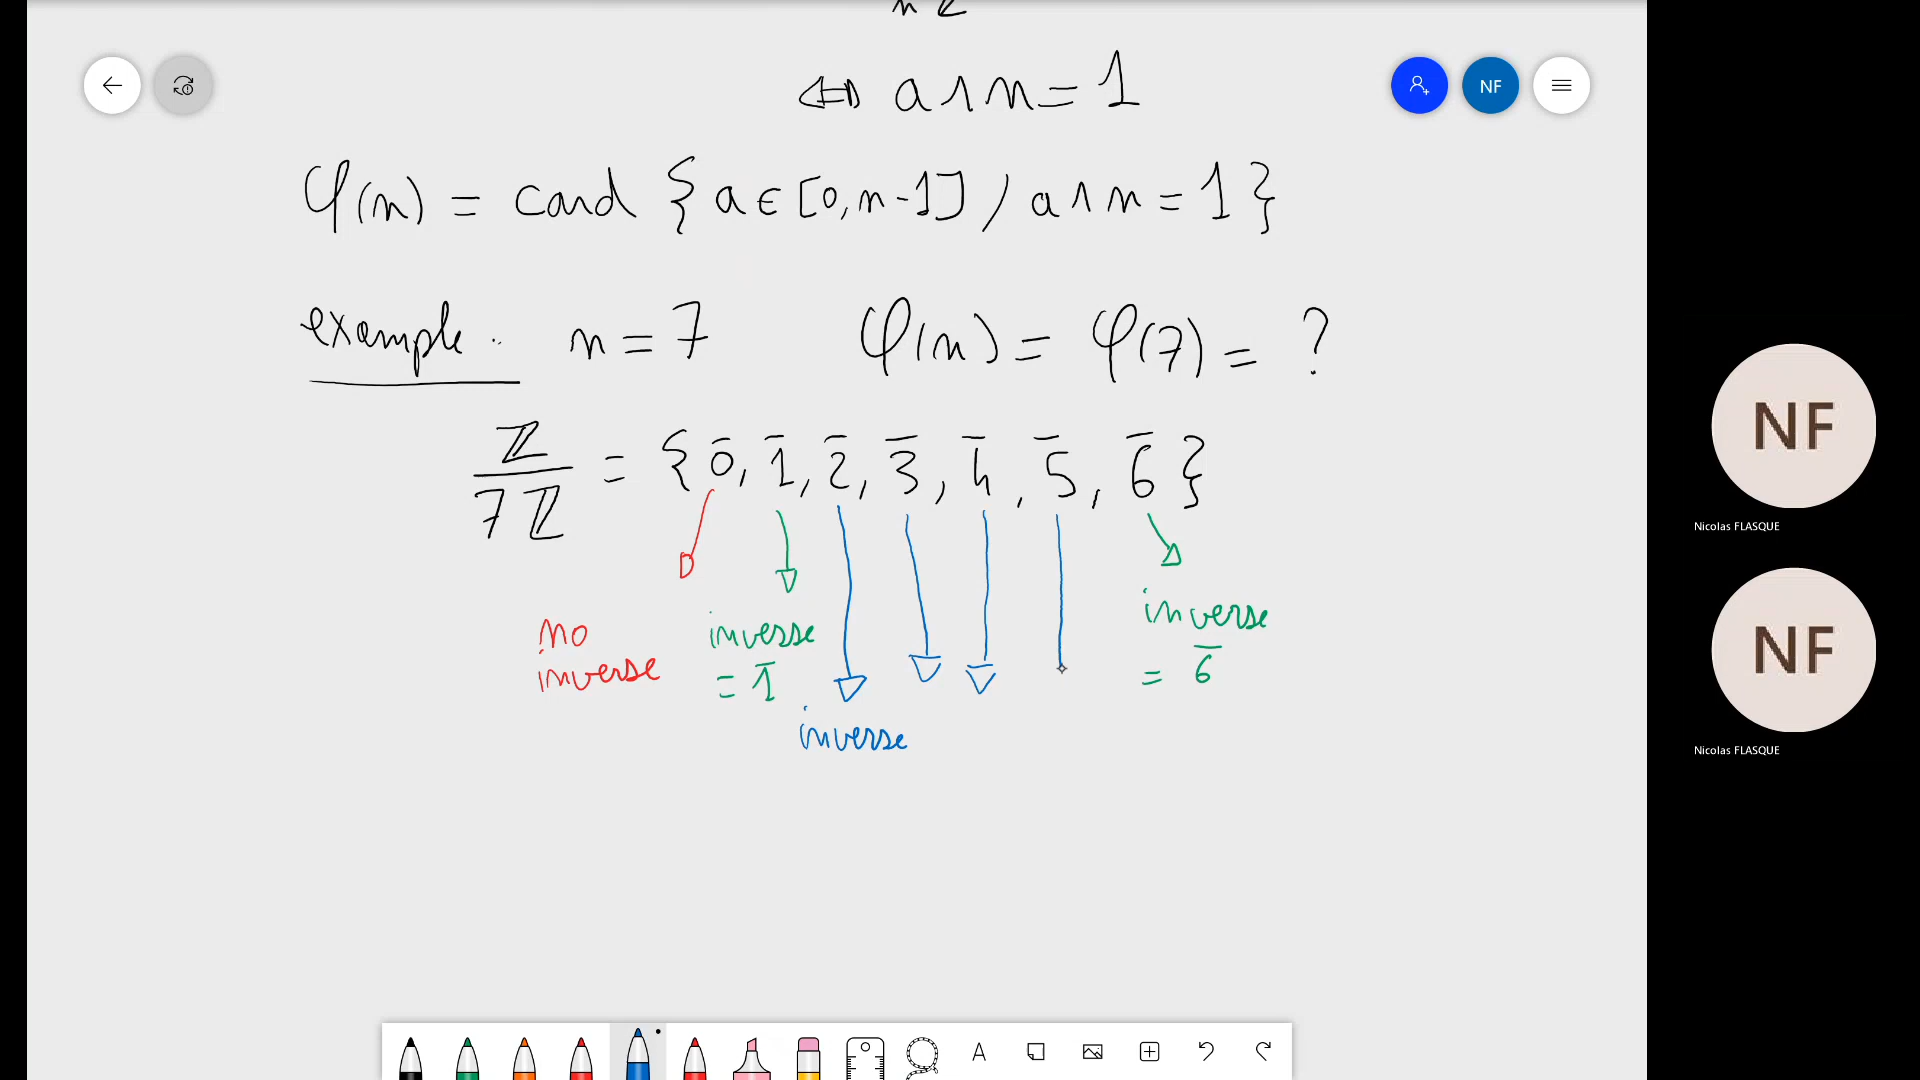 ⇔ a ∧ n = 1
NF
φ(n) = card { a ∈ [0, n-1] / a ∧ n = 1 }
example : n = 7 φ(n) = φ(7) = ?
ℤ/7ℤ = { 0̄, 1̄, 2̄, 3̄, 4̄, 5̄, 6̄ }
no inverse
inverse = 1̄
inverse
inverse = 6̄
NF
Nicolas FLASQUE
NF
Nicolas FLASQUE
A